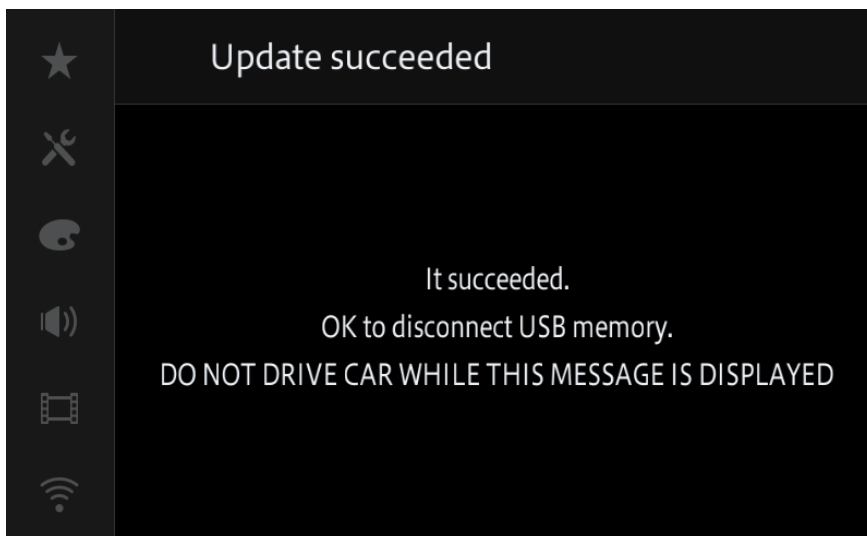 Update succeeded
It succeeded.
OK to disconnect USB memory.
DO NOT DRIVE CAR WHILE THIS MESSAGE IS DISPLAYED